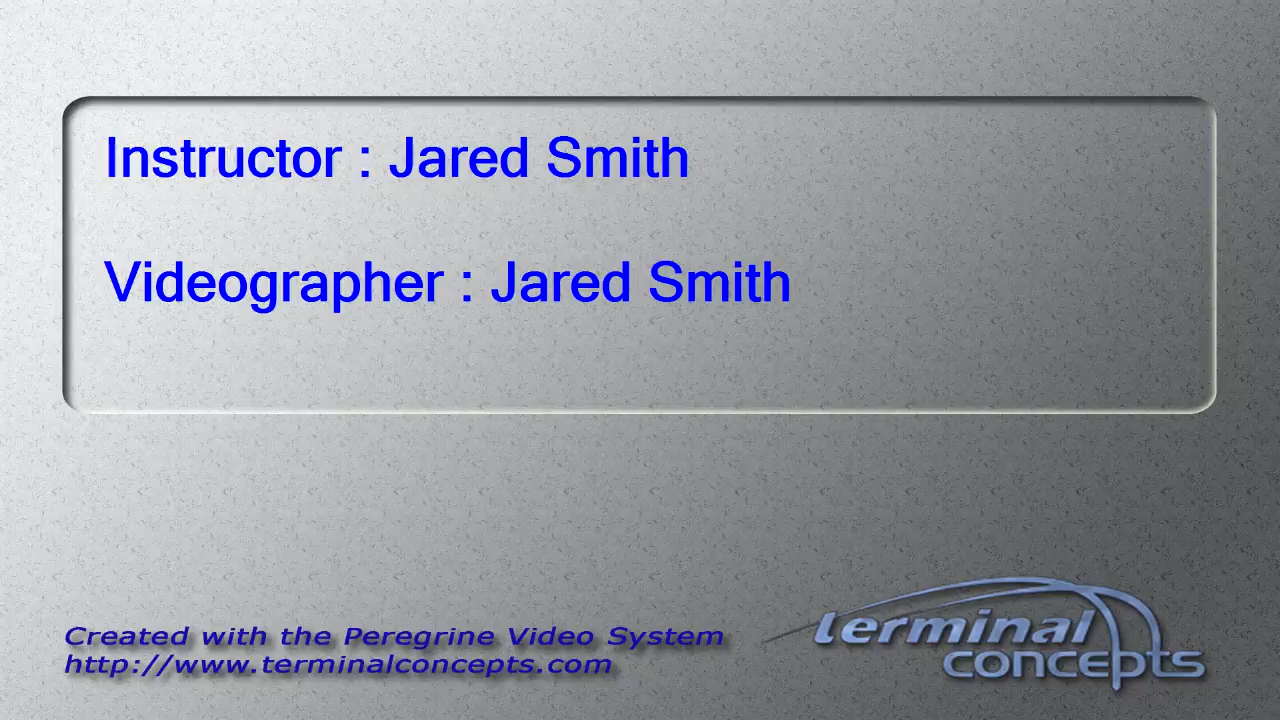 Instructor : Jared Smith
Videographer : Jared Smith
Created with the Peregrine Video System
http://www.terminalconcepts.com
terminal
concepts